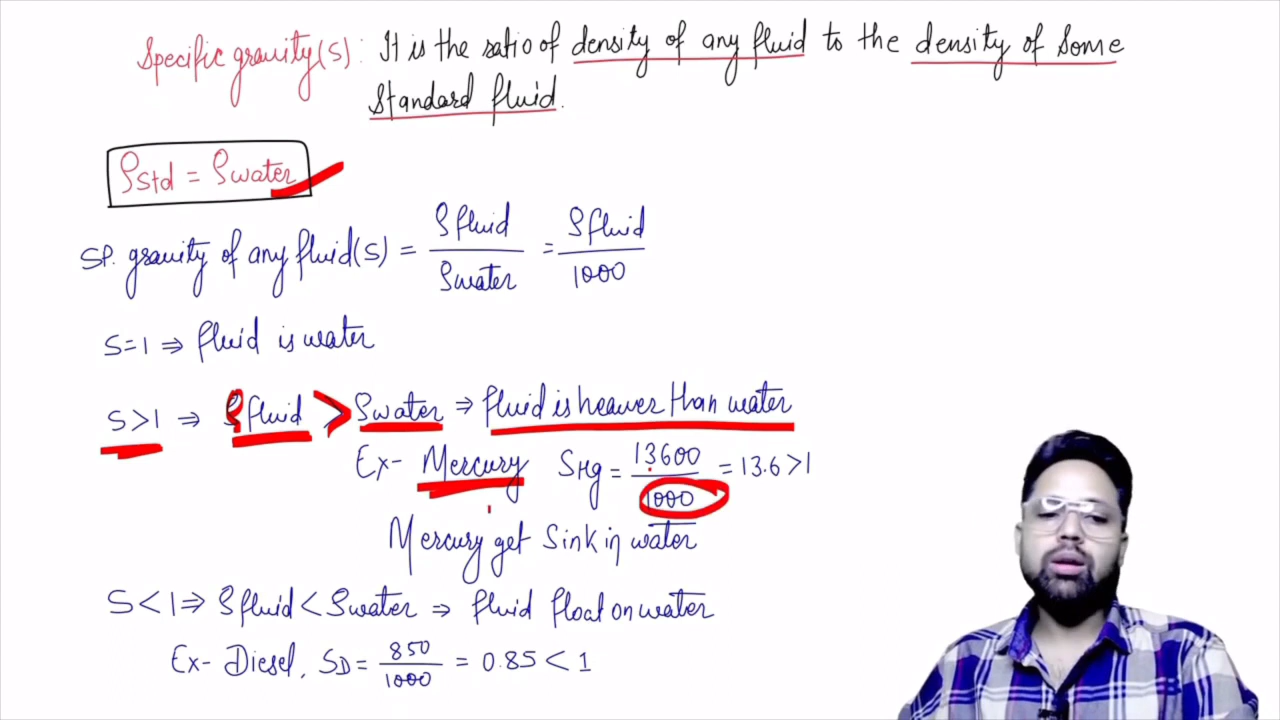 Specific gravity(S): It is the ratio of density of any fluid to the density of some
Standard fluid.
ρstd = ρwater
SP. gravity of any fluid(S) = ρfluid / ρwater = ρfluid / 1000
S=1 ⇒ fluid is water
S>1 ⇒ ρfluid > ρwater ⇒ fluid is heavier than water
Ex- Mercury SHg = 13600 / 1000 = 13.6 >1
Mercury get Sink in water
S < 1 ⇒ ρfluid < ρwater ⇒ fluid float on water
Ex- Diesel, SD = 850 / 1000 = 0.85 < 1